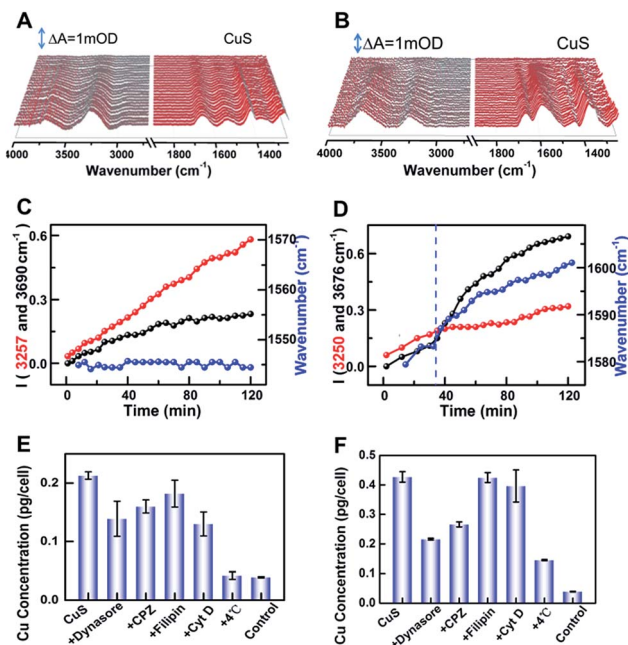 A
ΔA=1mOD
CuS
4000 3500 3000 1800 1600 1400
Wavenumber (cm-1)
B
ΔA=1mOD
CuS
4000 3500 3000 1800 1600 1400
Wavenumber (cm-1)
C
I (3257 and 3690 cm-1)
0.6
0.3
0.0
0 40 80 120
Time (min)
1570
1560
1550
Wavenumber (cm-1)
D
I (3250 and 3676 cm-1)
0.6
0.3
0.0
0 40 80 120
Time (min)
1600
1590
1580
Wavenumber (cm-1)
E
Cu Concentration (pg/cell)
0.2
0.1
0.00
CuS +Dynasore +CPZ +Filipin +Cyt D +4℃ Control
F
Cu Concentration (pg/cell)
0.5
0.4
0.3
0.2
0.1
0.0
CuS +Dynasore +CPZ +Filipin +Cyt D +4℃ Control